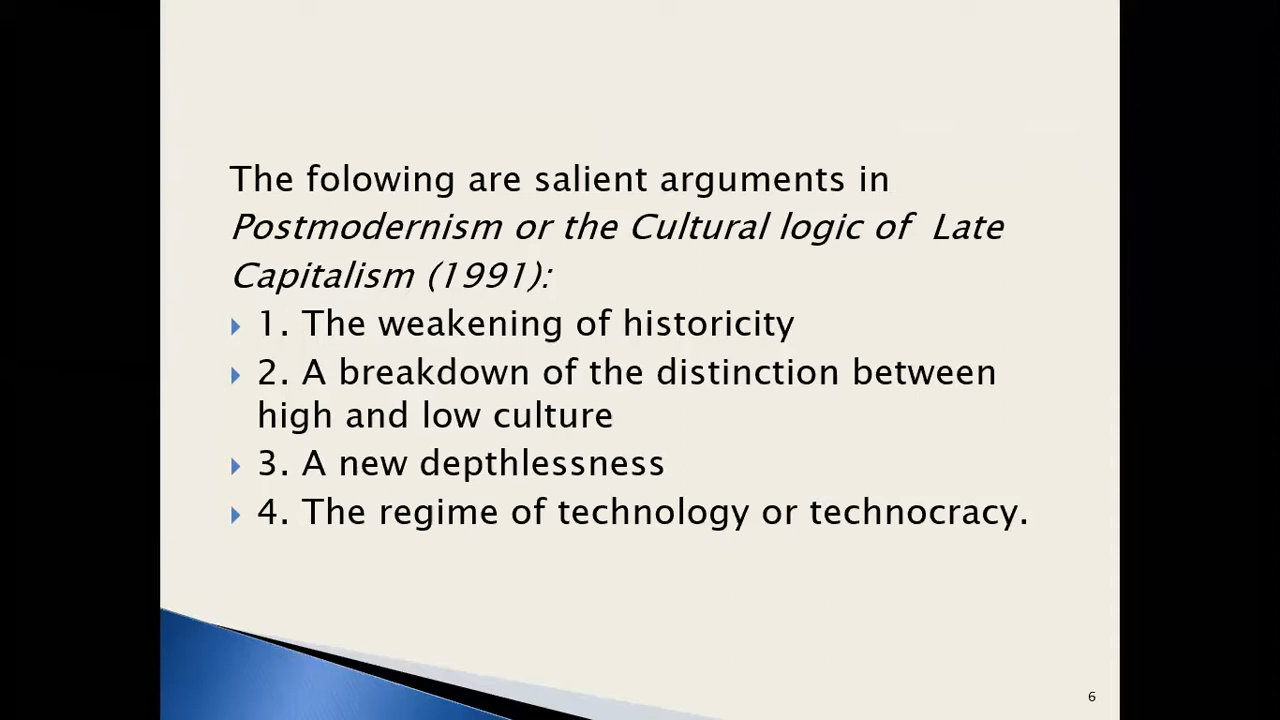 The folowing are salient arguments in
Postmodernism or the Cultural logic of Late
Capitalism (1991):
1. The weakening of historicity
2. A breakdown of the distinction between
high and low culture
3. A new depthlessness
4. The regime of technology or technocracy.
6